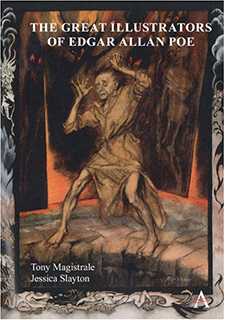 THE GREAT ILLUSTRATORS
OF EDGAR ALLAN POE
Tony Magistrale
Jessica Slayton